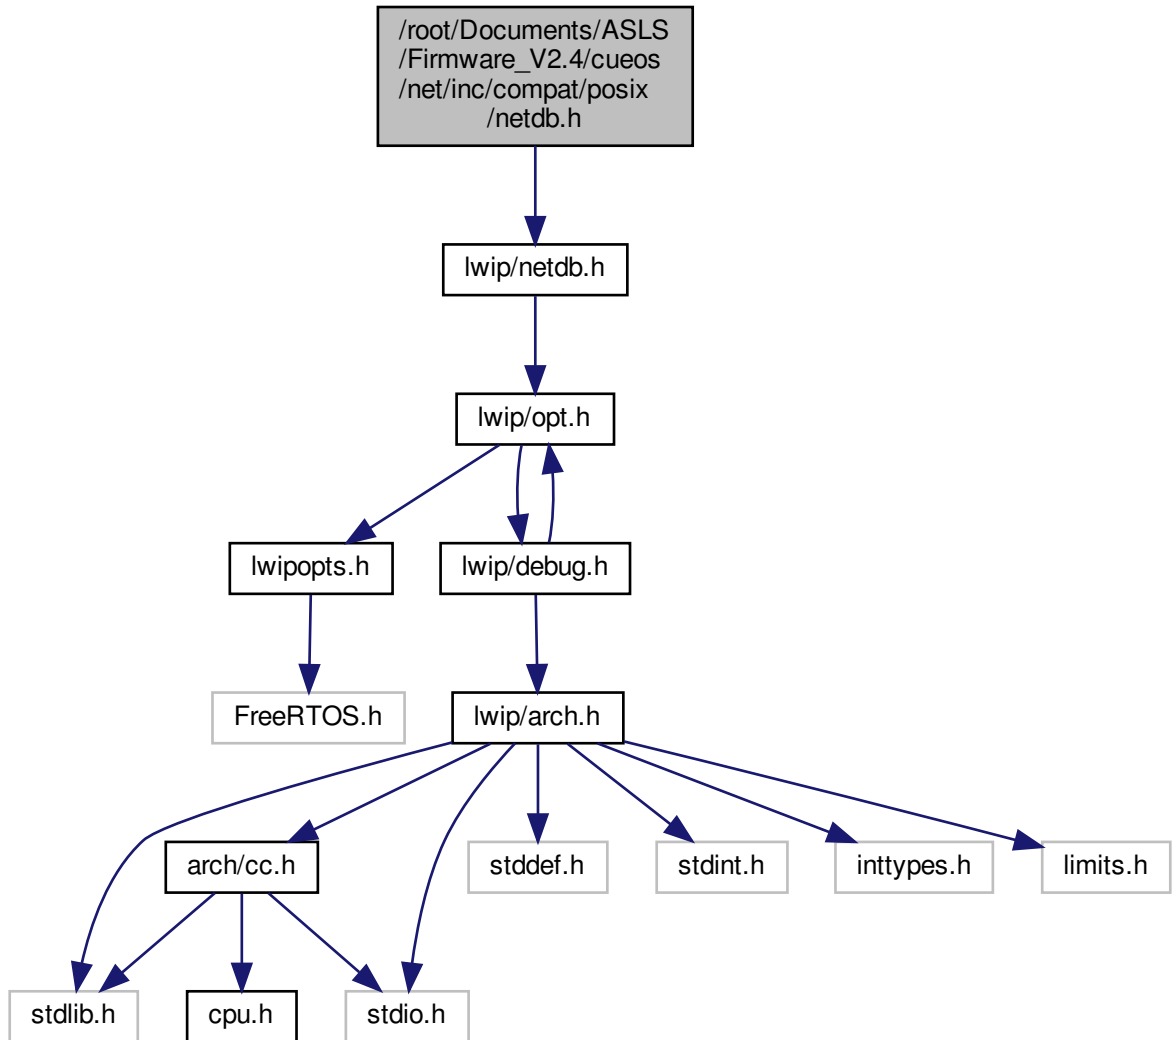 /root/Documents/ASLS
/Firmware_V2.4/cueos
/net/inc/compat/posix
/netdb.h
lwip/netdb.h
lwip/opt.h
lwipopts.h
lwip/debug.h
FreeRTOS.h
lwip/arch.h
arch/cc.h
stddef.h
stdint.h
inttypes.h
limits.h
stdlib.h
cpu.h
stdio.h